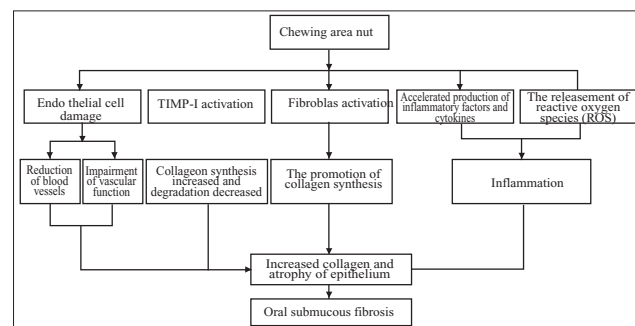 Chewing area nut
Endo thelial cell
damage
TIMP-I activation
Fibroblas activation
Accelerated production of
inflammatory factors and
cytokines
The releasement of
reactive oxygen
species (ROS)
Reduction
of blood
vessels
Impairment
of vascular
function
Collageon synthesis
increased and
degradation decreased
The promotion of
collagen synthesis
Inflammation
Increased collagen and
atrophy of epithelium
Oral submucous fibrosis